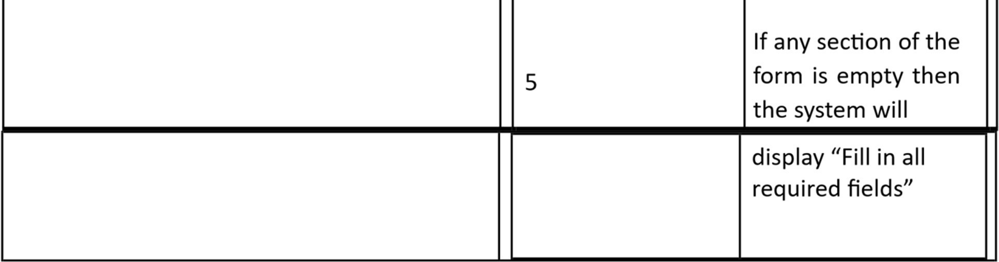 5
If any section of the
form is empty then
the system will
display “Fill in all
required fields”